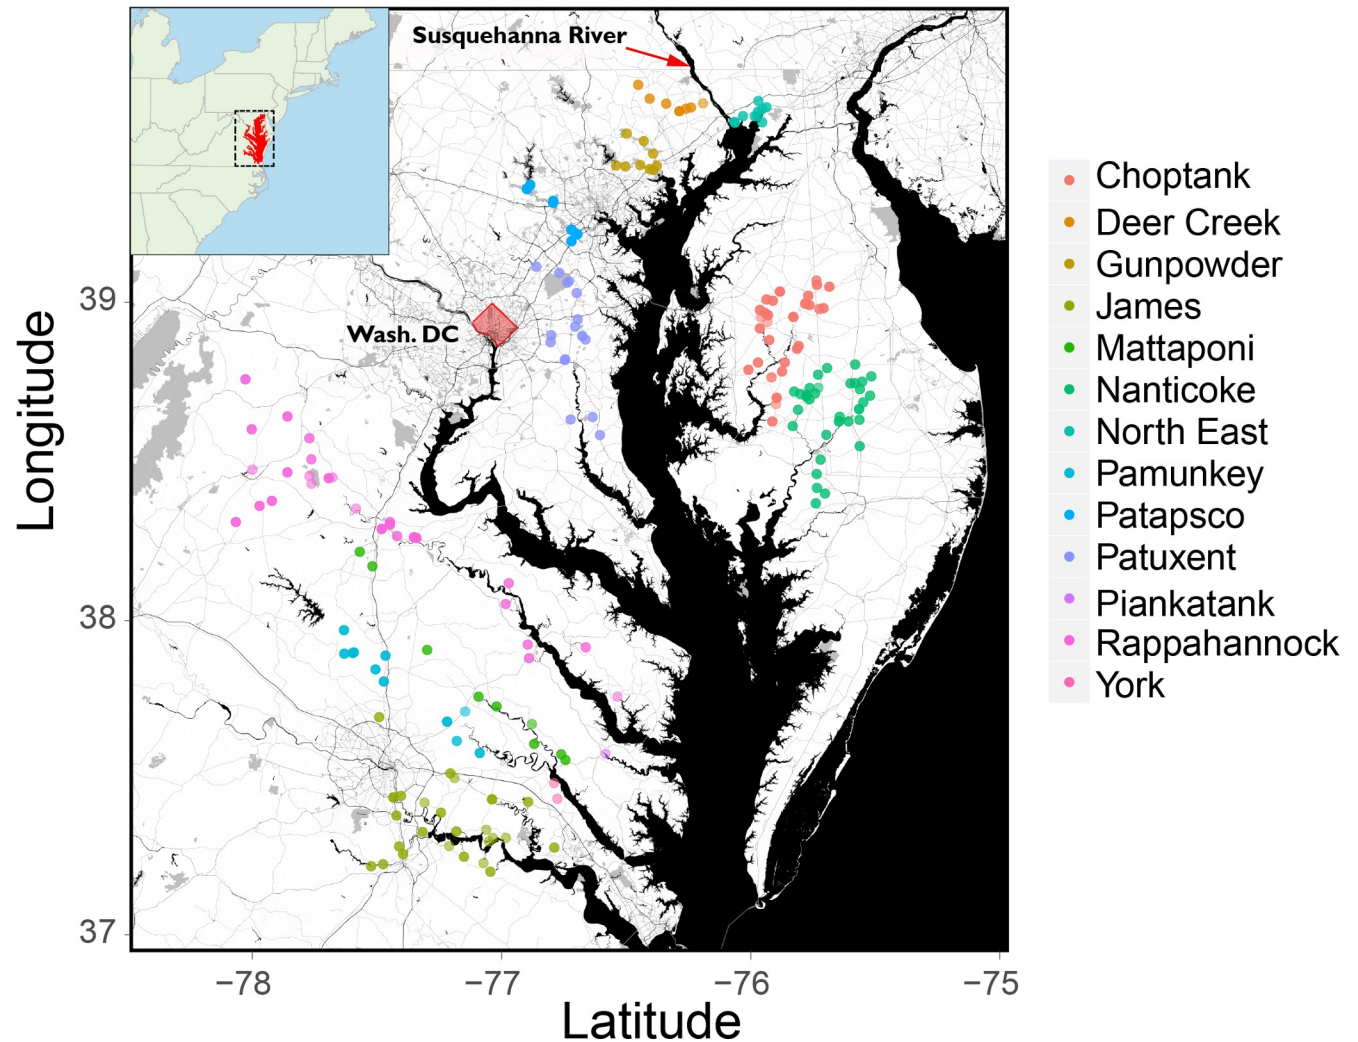 Susquehanna River
Wash. DC
39
38
37
Longitude
−78
−77
−76
−75
Latitude
Choptank
Deer Creek
Gunpowder
James
Mattaponi
Nanticoke
North East
Pamunkey
Patapsco
Patuxent
Piankatank
Rappahannock
York